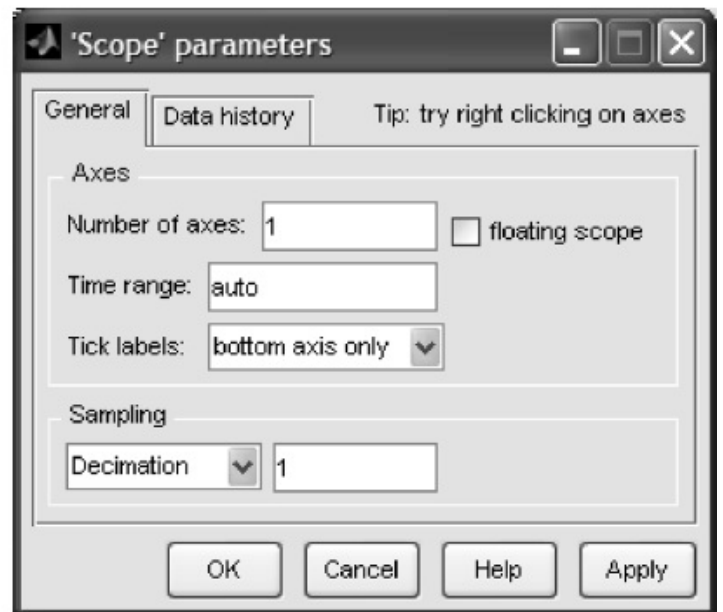 'Scope' parameters
General Data history Tip: try right clicking on axes
Axes
Number of axes: 1 floating scope
Time range: auto
Tick labels: bottom axis only
Sampling
Decimation 1
OK Cancel Help Apply